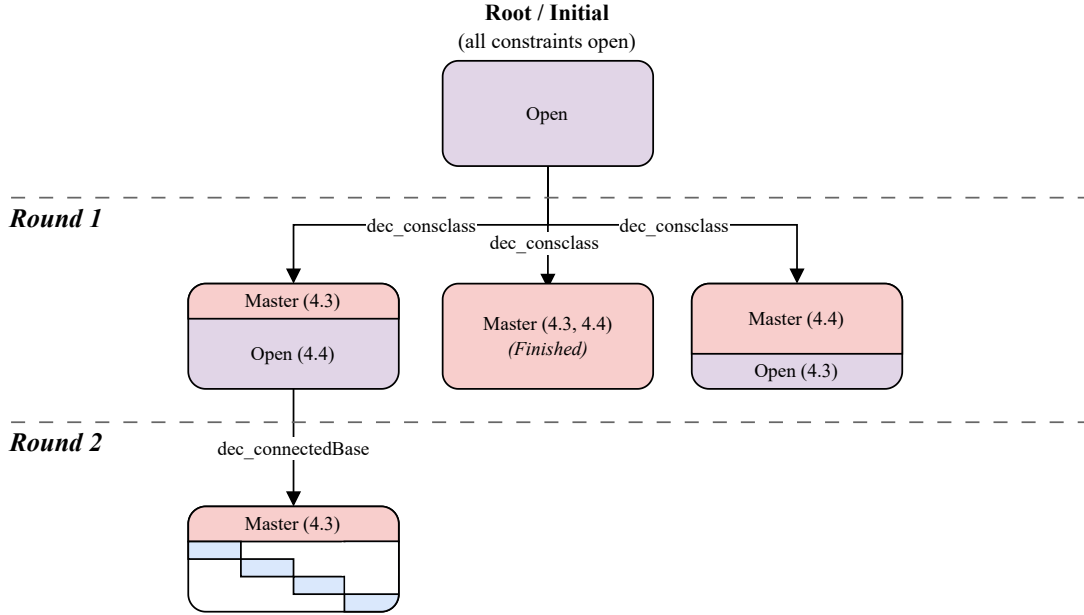 Root / Initial
(all constraints open)
Open
Round 1
dec_consclass
dec_consclass
dec_consclass
Master (4.3)
Open (4.4)
Master (4.3, 4.4)
(Finished)
Master (4.4)
Open (4.3)
Round 2
dec_connectedBase
Master (4.3)